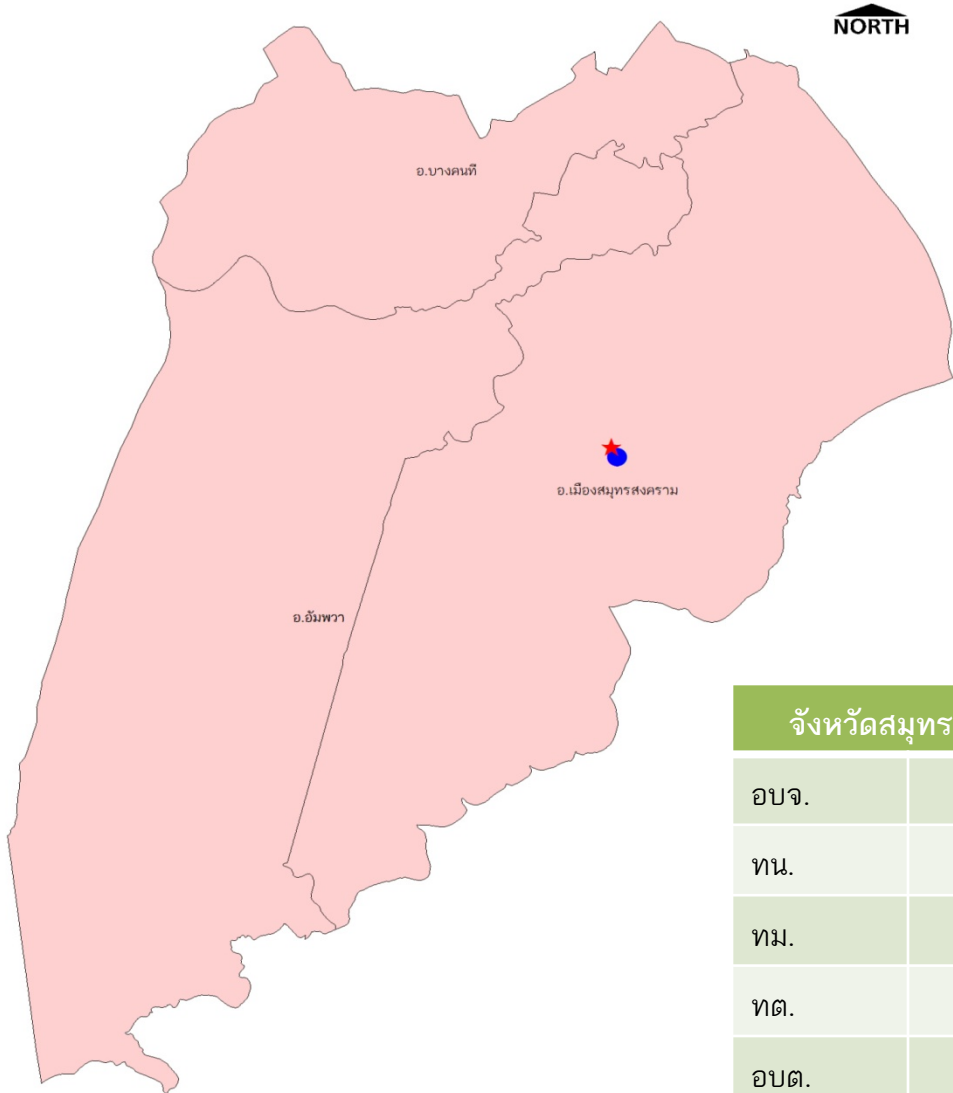 NORTH
อ.บางคนที
อ.เมืองสมุทรสงคราม
อ.อัมพวา
จังหวัดสมุทร
อบจ.
ทน.
ทม.
ทต.
อบต.